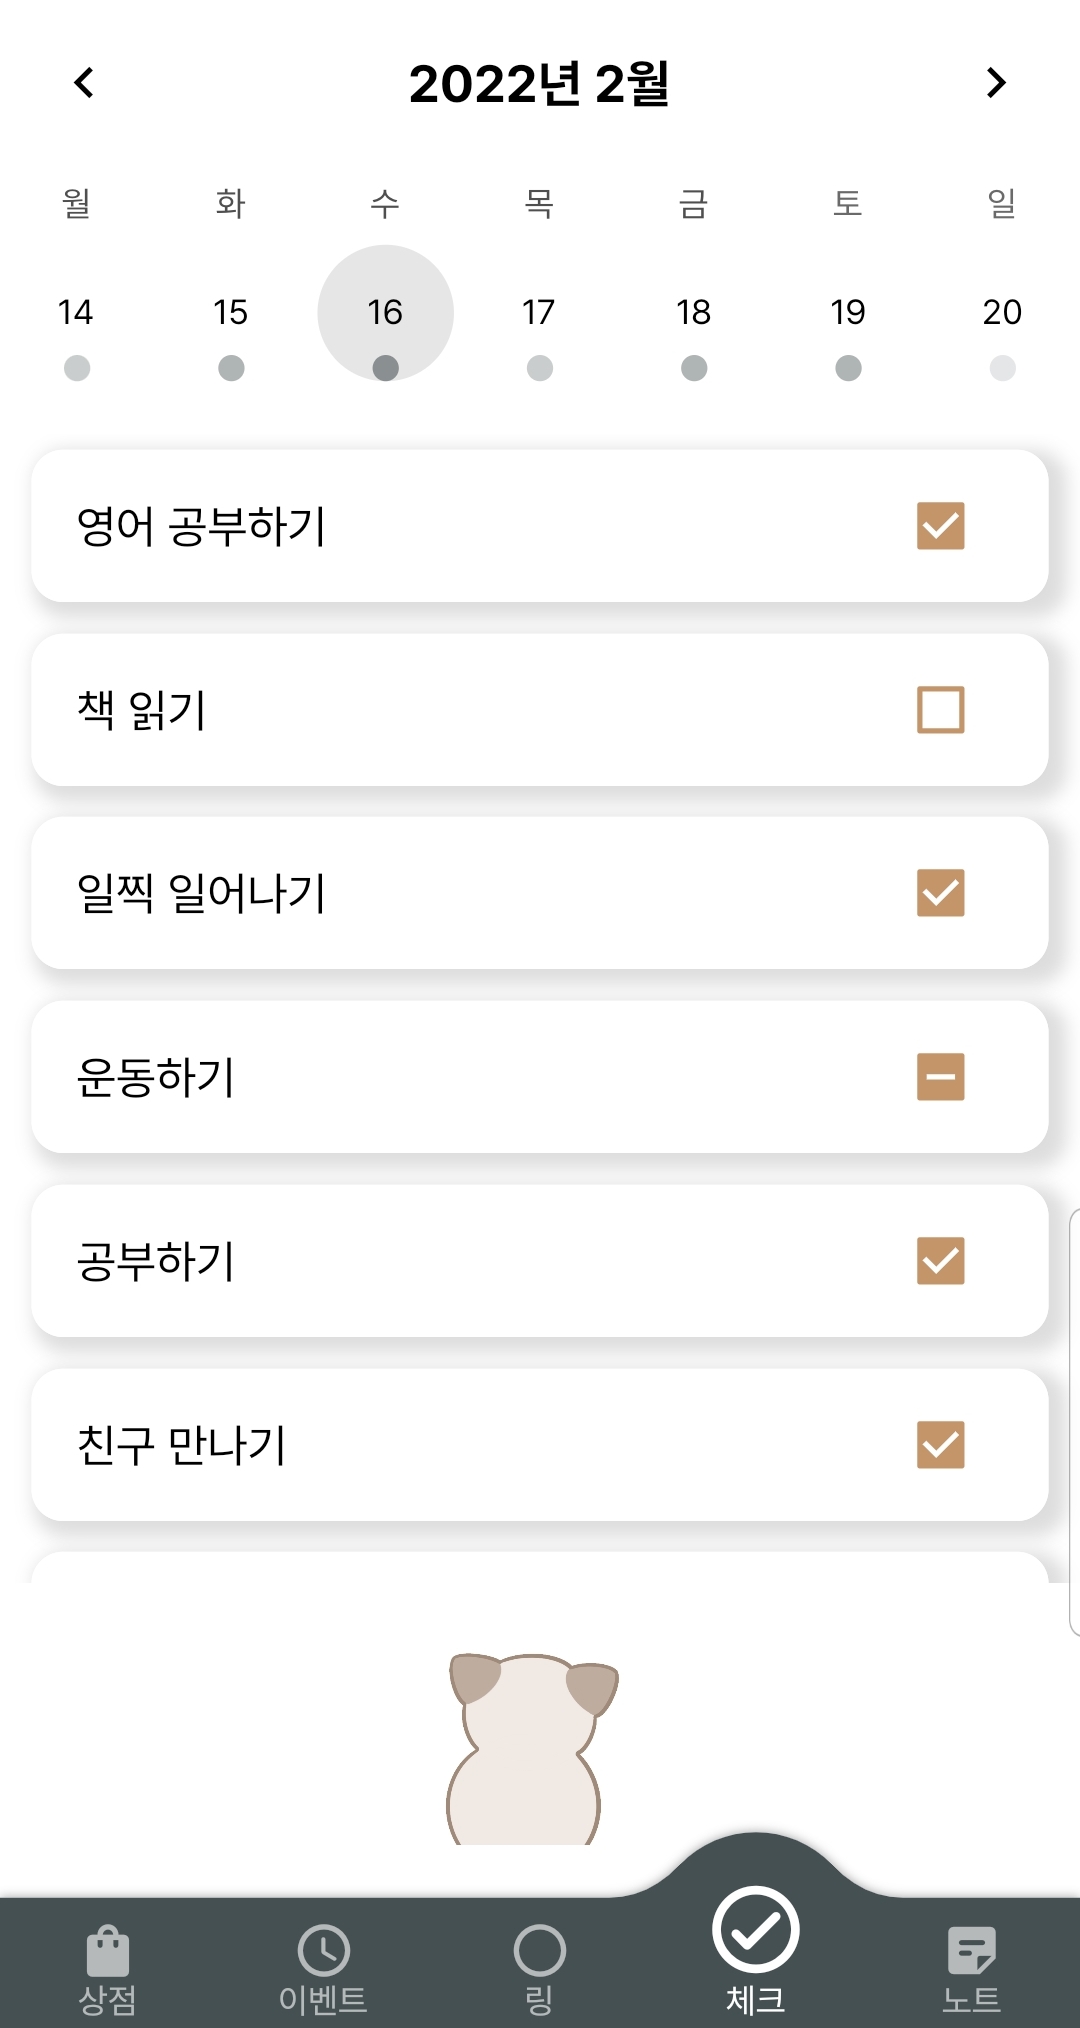 2022년 2월
월 화 수 목 금 토 일
14 15 16 17 18 19 20
영어 공부하기
책 읽기
일찍 일어나기
운동하기
공부하기
친구 만나기
상점 이벤트 링 체크 노트